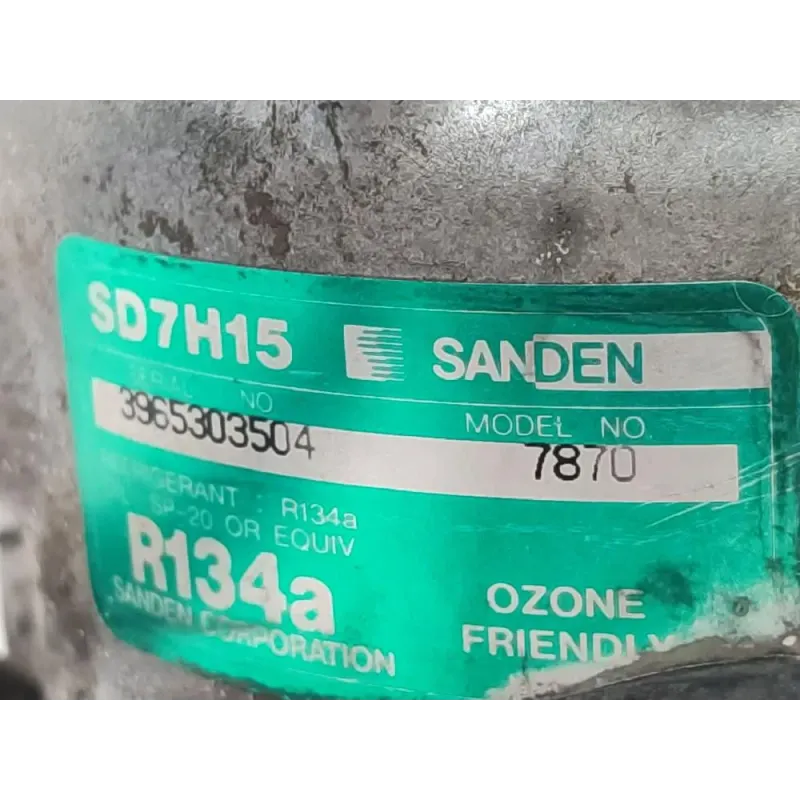 SD7H15 SANDEN
SERIAL NO MODEL NO
3965303504 7870
REFRIGERANT : R134a
SP-20 OR EQUIV
R134a
SANDEN CORPORATION
OZONE
FRIENDLY